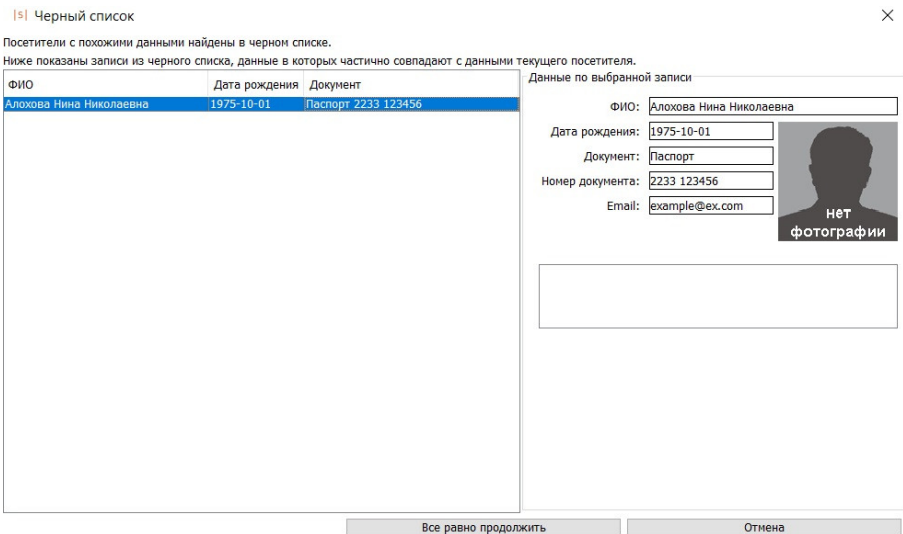 |s| Черный список
Посетители с похожими данными найдены в черном списке.
Ниже показаны записи из черного списка, данные в которых частично совпадают с данными текущего посетителя.
ФИО Дата рождения Документ
Алохова Нина Николаевна 1975-10-01 Паспорт 2233 123456
Данные по выбранной записи
ФИО: Алохова Нина Николаевна
Дата рождения: 1975-10-01
Документ: Паспорт
Номер документа: 2233 123456
Email: example@ex.com
нет
фотографии
Все равно продолжить Отмена